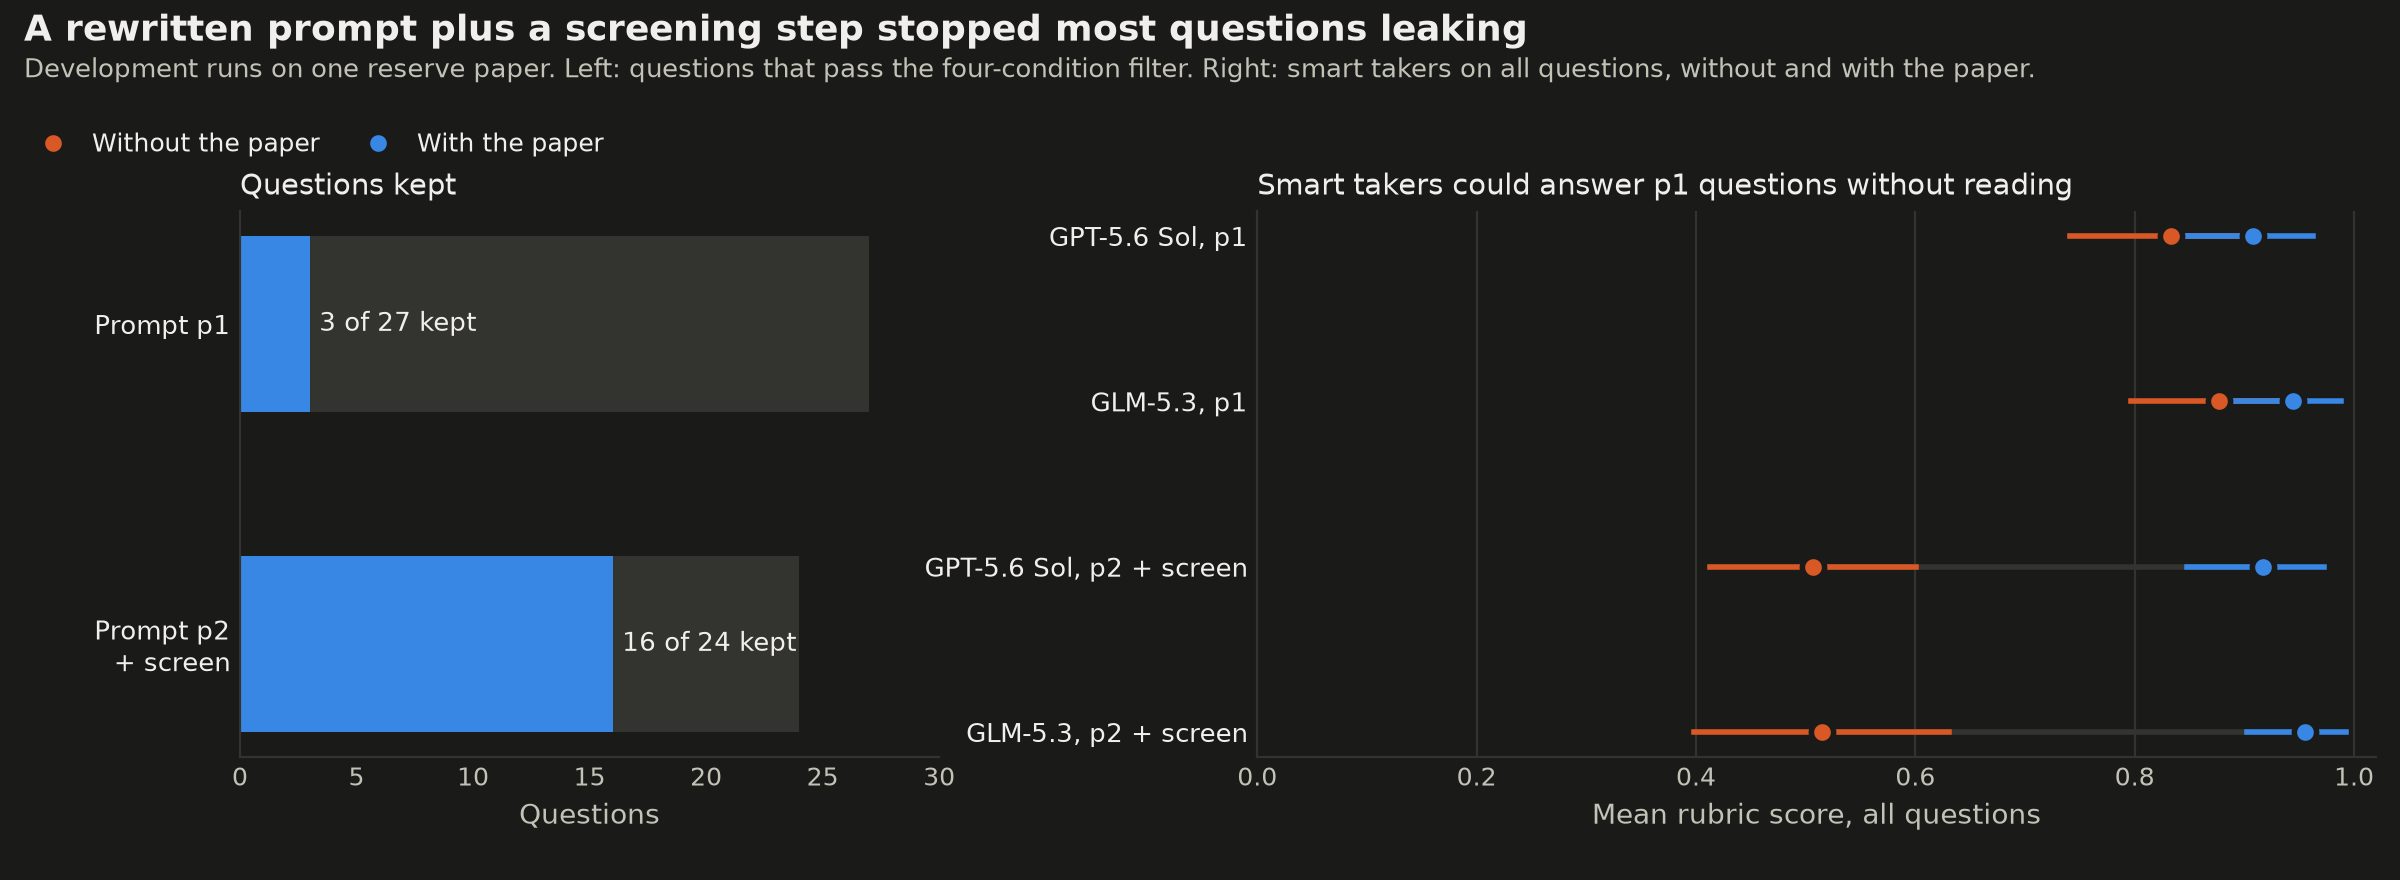 A rewritten prompt plus a screening step stopped most questions leaking
Development runs on one reserve paper. Left: questions that pass the four-condition filter. Right: smart takers on all questions, without and with the paper.
Without the paper
With the paper
Questions kept
Prompt p1
3 of 27 kept
Prompt p2
+ screen
16 of 24 kept
0 5 10 15 20 25 30
Questions
Smart takers could answer p1 questions without reading
GPT-5.6 Sol, p1
GLM-5.3, p1
GPT-5.6 Sol, p2 + screen
GLM-5.3, p2 + screen
0.0 0.2 0.4 0.6 0.8 1.0
Mean rubric score, all questions